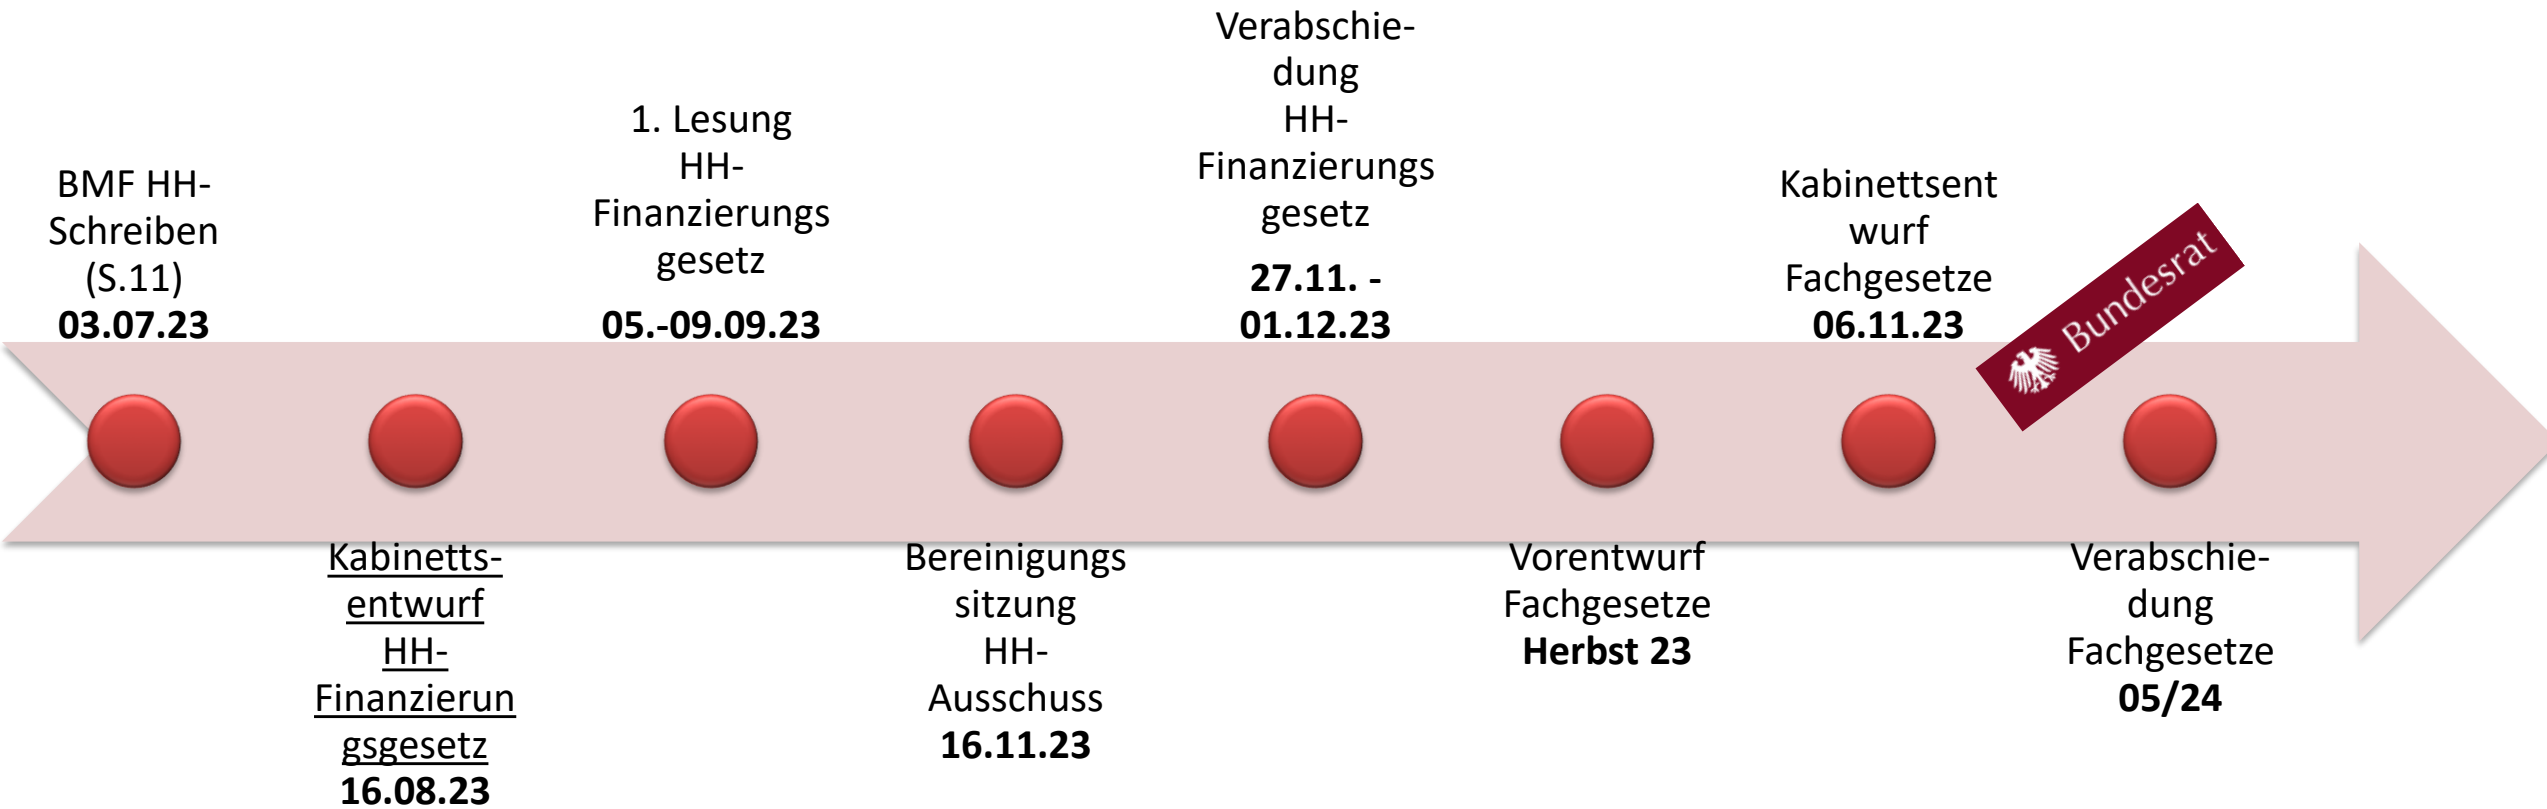 BMF HH-
Schreiben
(S.11)
03.07.23
Kabinetts-
entwurf
HH-
Finanzierun
gsgesetz
16.08.23
1. Lesung
HH-
Finanzierungs
gesetz
05.-09.09.23
Bereinigungs
sitzung
HH-
Ausschuss
16.11.23
Verabschie-
dung
HH-
Finanzierungs
gesetz
27.11. -
01.12.23
Vorentwurf
Fachgesetze
Herbst 23
Kabinettsent
wurf
Fachgesetze
06.11.23
Bundesrat
Verabschie-
dung
Fachgesetze
05/24